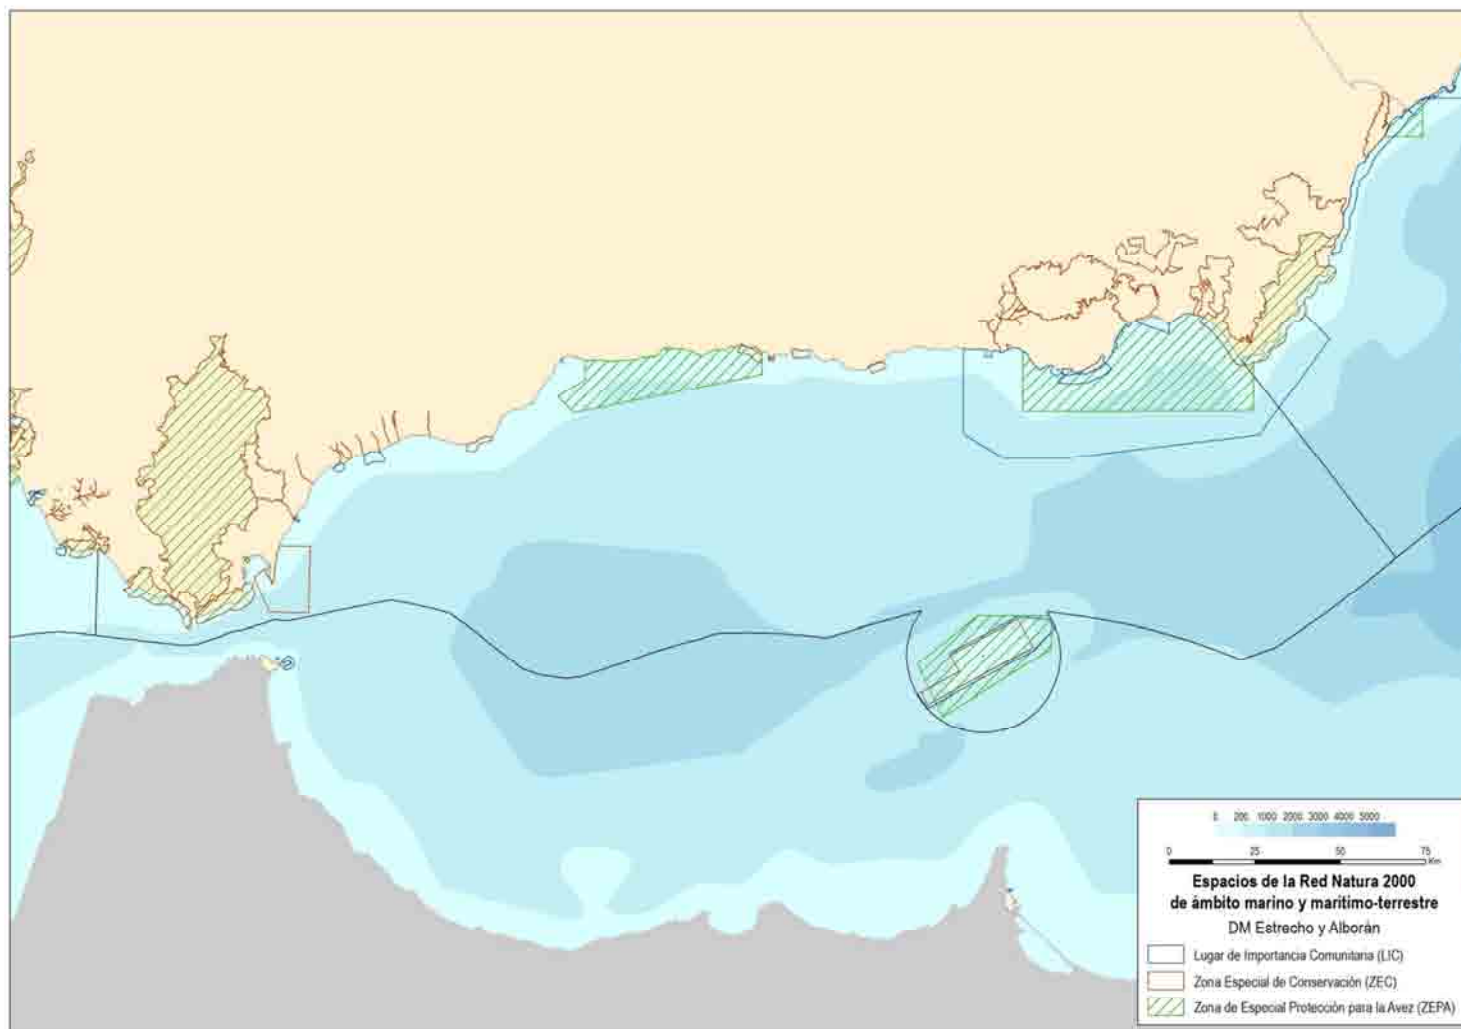 0 200 1000 2000 3000 4000 5000
0 25 50 75
Km
Espacios de la Red Natura 2000
de ámbito marino y marítimo-terrestre
DM Estrecho y Alborán
Lugar de Importancia Comunitaria (LIC)
Zona Especial de Conservación (ZEC)
Zona de Especial Protección para la Avez (ZEPA)